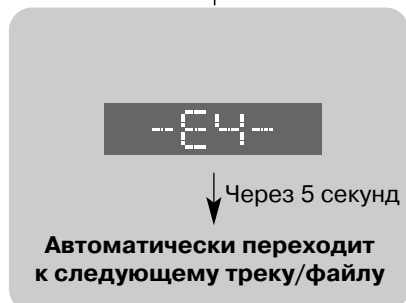 -E4-
Через 5 секунд
Автоматически переходит
к следующему треку/файлу